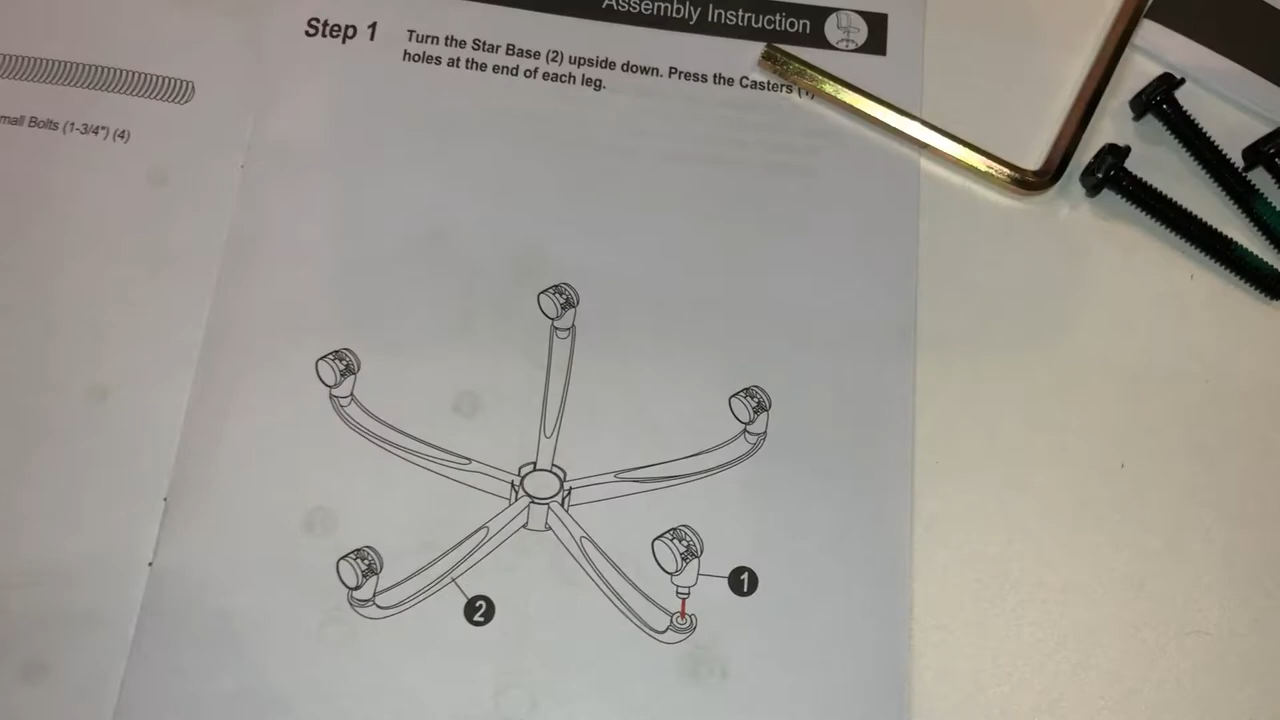 Assembly Instruction
Step 1
Turn the Star Base (2) upside down. Press the Casters (1)
holes at the end of each leg.
mall Bolts (1-3/4") (4)
1
2